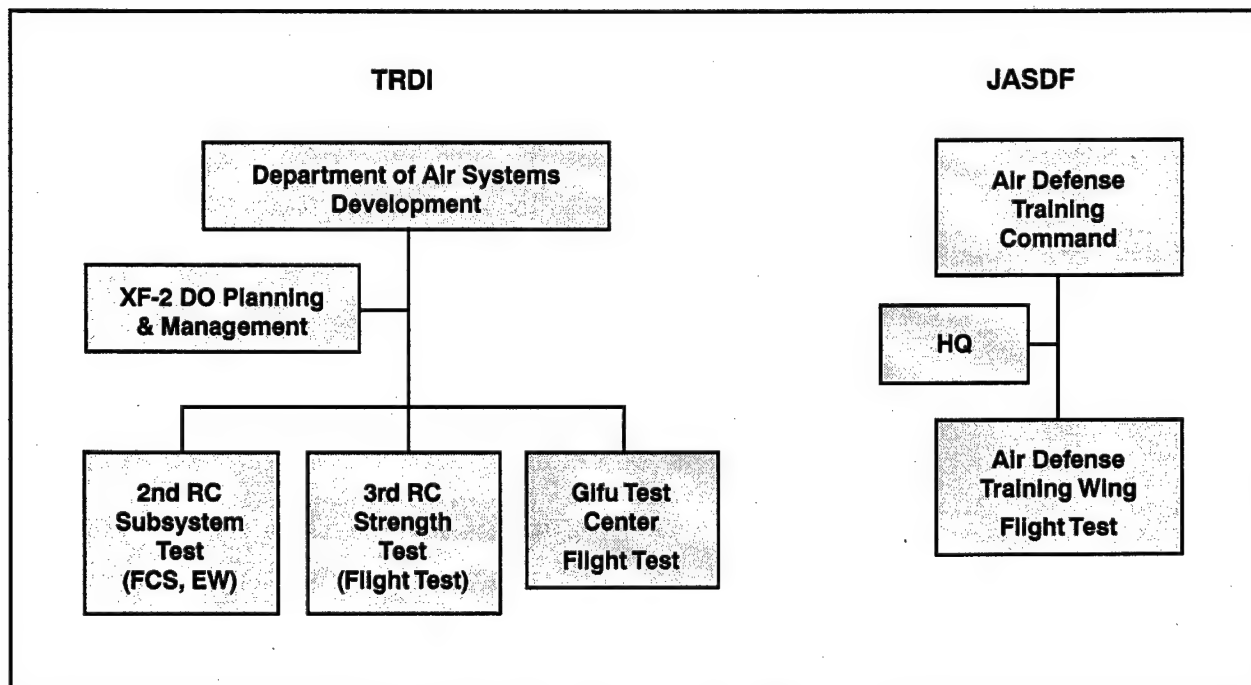 TRDI
Department of Air Systems
Development
XF-2 DO Planning
& Management
2nd RC
Subsystem
Test
(FCS, EW)
3rd RC
Strength
Test
(Flight Test)
Gifu Test
Center
Flight Test
JASDF
Air Defense
Training
Command
HQ
Air Defense
Training Wing
Flight Test